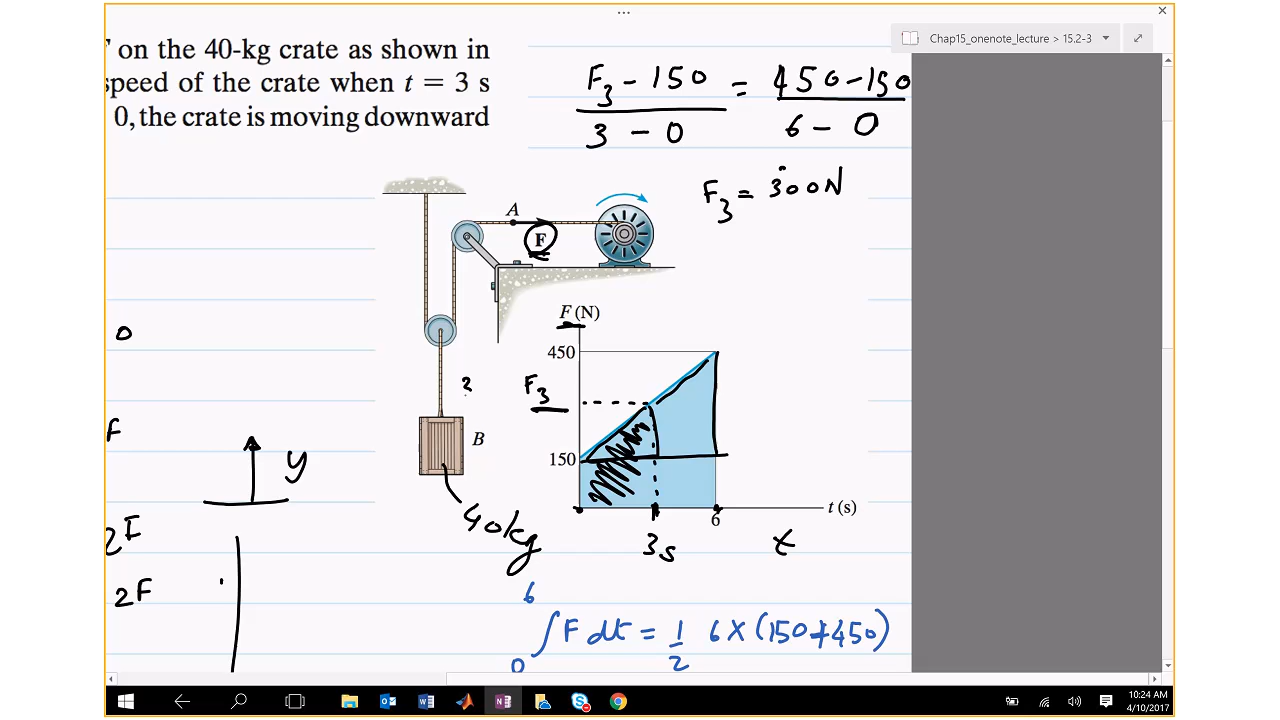 F on the 40-kg crate as shown in
speed of the crate when t = 3 s
0, the crate is moving downward
...
Chap15_onenote_lecture > 15.2-3
F₃ - 150 / 3 - 0 = 450 - 150 / 6 - 0
F₃ = 300N
A
F
F (N)
450
F₃
150
B
40kg
t (s)
6
3s
t
0
F
y
2F
2F
2
6
∫ F dt = 1/2 6 X (150+450)
0
10:24 AM
4/10/2017